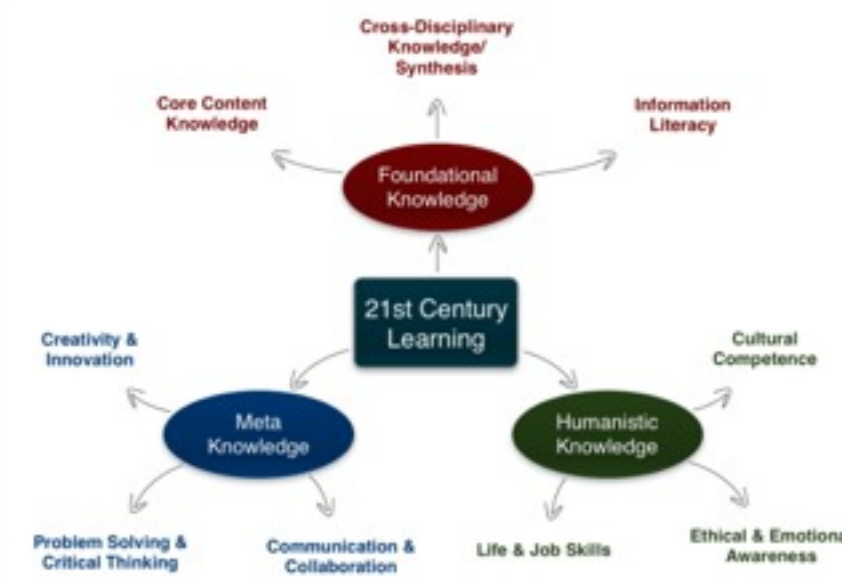 Cross-Disciplinary
Knowledge/
Synthesis
Core Content
Knowledge
Information
Literacy
Foundational
Knowledge
21st Century
Learning
Creativity &
Innovation
Cultural
Competence
Meta
Knowledge
Humanistic
Knowledge
Problem Solving &
Critical Thinking
Communication &
Collaboration
Life & Job Skills
Ethical & Emotiona
Awareness